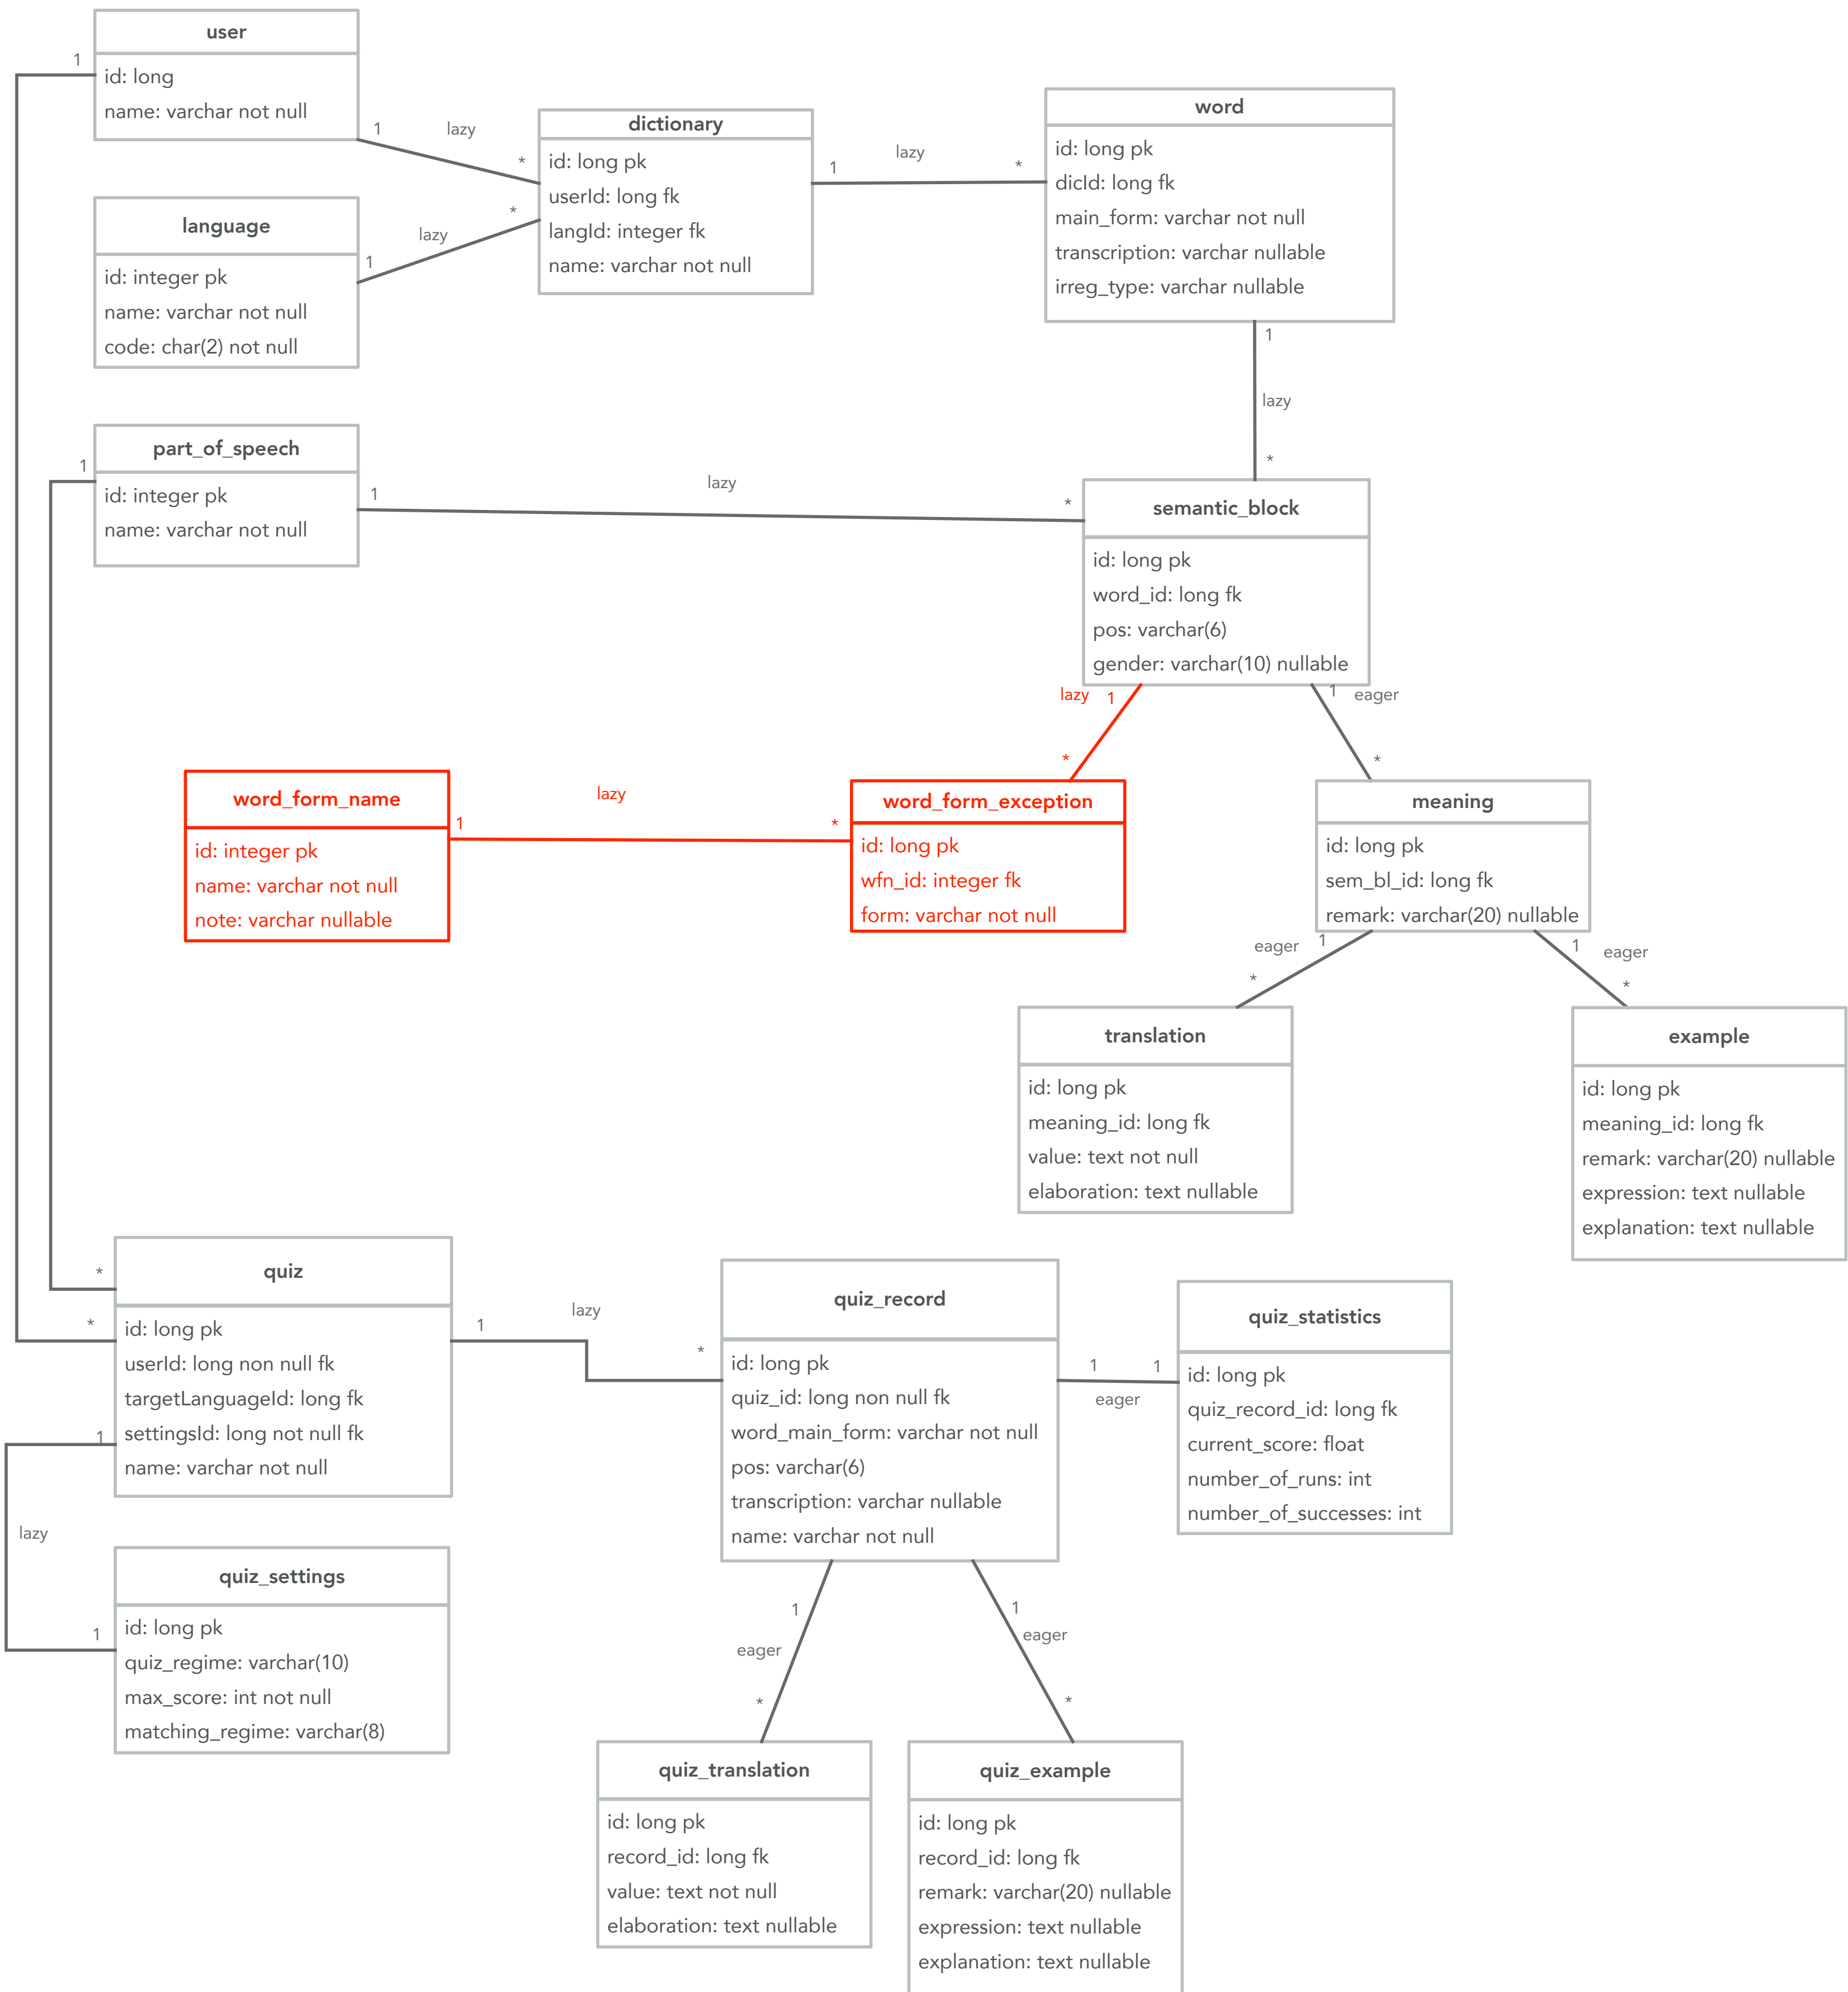 user
id: long
name: varchar not null
1
1
lazy
*
dictionary
id: long pk
userId: long fk
langId: integer fk
name: varchar not null
1
lazy
*
word
id: long pk
dicId: long fk
main_form: varchar not null
transcription: varchar nullable
irreg_type: varchar nullable
language
id: integer pk
name: varchar not null
code: char(2) not null
1
lazy
*
1
lazy
*
part_of_speech
id: integer pk
name: varchar not null
1
1
lazy
*
semantic_block
id: long pk
word_id: long fk
pos: varchar(6)
gender: varchar(10) nullable
lazy
1
*
1
eager
*
word_form_name
id: integer pk
name: varchar not null
note: varchar nullable
1
lazy
*
word_form_exception
id: long pk
wfn_id: integer fk
form: varchar not null
meaning
id: long pk
sem_bl_id: long fk
remark: varchar(20) nullable
eager
1
*
1
eager
*
translation
id: long pk
meaning_id: long fk
value: text not null
elaboration: text nullable
example
id: long pk
meaning_id: long fk
remark: varchar(20) nullable
expression: text nullable
explanation: text nullable
*
*
quiz
id: long pk
userId: long non null fk
targetLanguageId: long fk
settingsId: long not null fk
name: varchar not null
1
lazy
*
quiz_record
id: long pk
quiz_id: long non null fk
word_main_form: varchar not null
pos: varchar(6)
transcription: varchar nullable
name: varchar not null
1
1
eager
quiz_statistics
id: long pk
quiz_record_id: long fk
current_score: float
number_of_runs: int
number_of_successes: int
1
lazy
1
quiz_settings
id: long pk
quiz_regime: varchar(10)
max_score: int not null
matching_regime: varchar(8)
1
eager
*
1
eager
*
quiz_translation
id: long pk
record_id: long fk
value: text not null
elaboration: text nullable
quiz_example
id: long pk
record_id: long fk
remark: varchar(20) nullable
expression: text nullable
explanation: text nullable